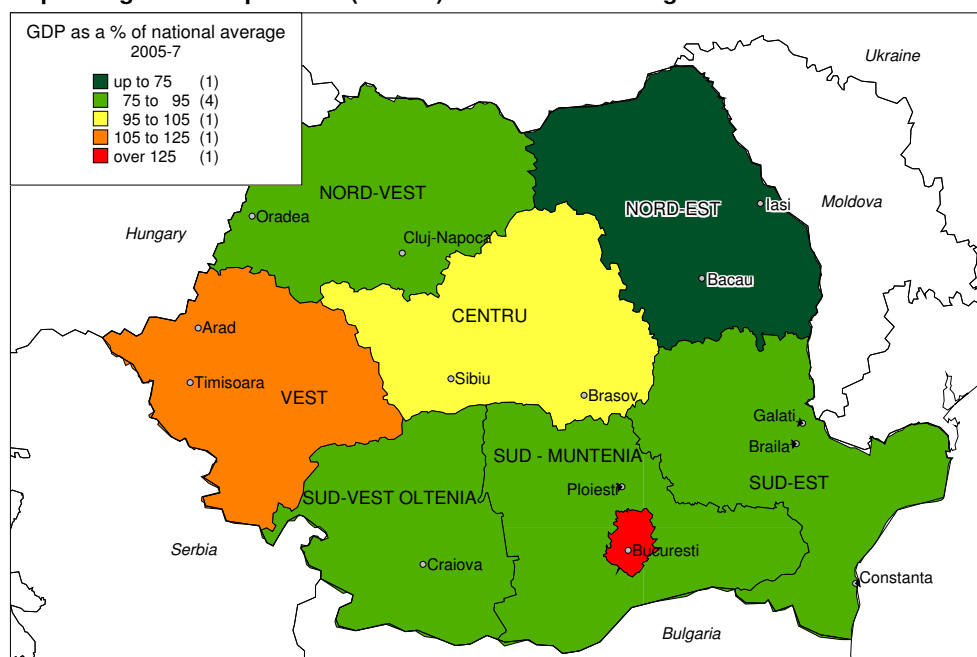 GDP as a % of national average
2005-7
up to 75 (1)
75 to 95 (4)
95 to 105 (1)
105 to 125 (1)
over 125 (1)
Ukraine
NORD-VEST
NORD-EST
Iasi
Moldova
Oradea
Hungary
Cluj-Napoca
Bacau
CENTRU
Arad
Timisoara
Sibiu
VEST
Brasov
Galati
Braila
SUD - MUNTENIA
SUD-EST
SUD-VEST OLTENIA
Ploiesti
Serbia
Bucuresti
Craiova
Constanta
Bulgaria